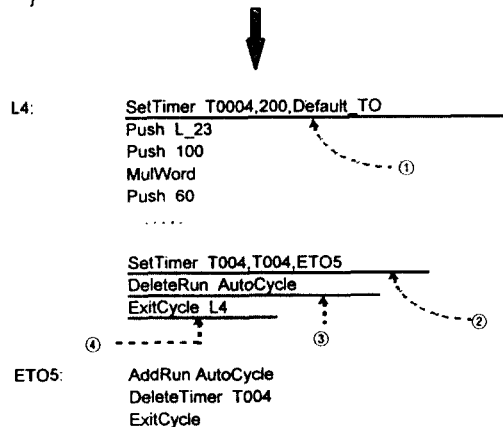 }
L4: SetTimer T0004,200,Default_TO
Push L_23
Push 100
①
MulWord
Push 60
.....
SetTimer T004,T004,ETO5
DeleteRun AutoCycle
ExitCycle L4
②
③
④
ETO5: AddRun AutoCycle
DeleteTimer T004
ExitCycle